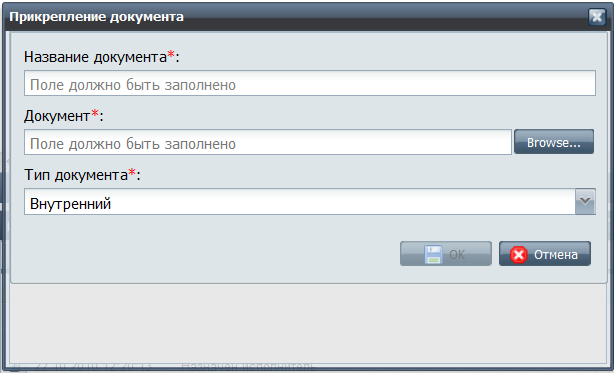 Прикрепление документа
Название документа*:
Поле должно быть заполнено
Документ*:
Поле должно быть заполнено Browse...
Тип документа*:
Внутренний
OK Отмена